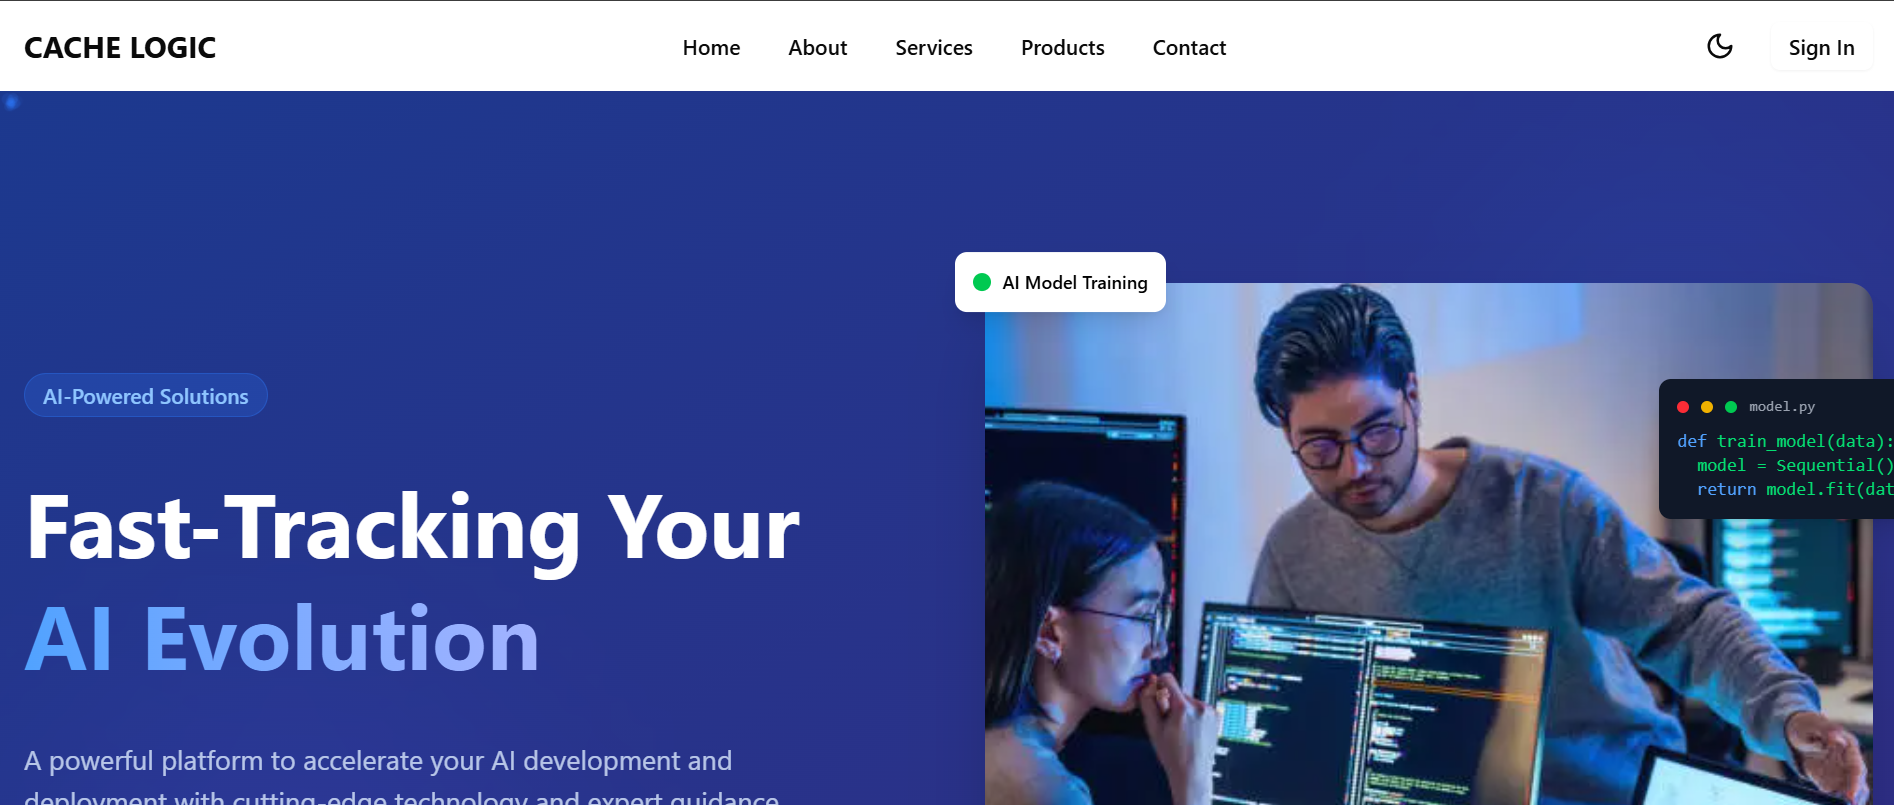 CACHE LOGIC
Home
About
Services
Products
Contact
Sign In
AI Model Training
AI-Powered Solutions
model.py
def train_model(data):
model = Sequential()
return model.fit(dat
Fast-Tracking Your
AI Evolution
A powerful platform to accelerate your AI development and
deployment with cutting-edge technology and expert guidance